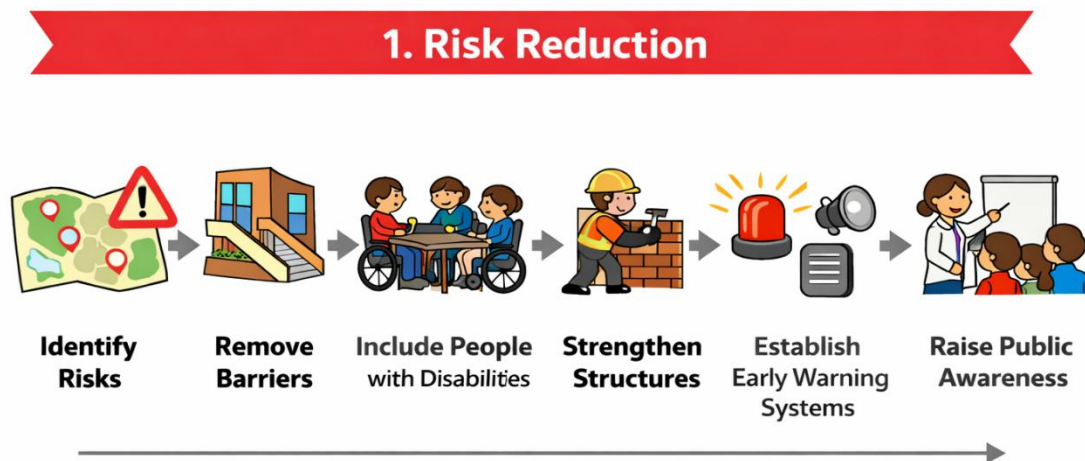 1. Risk Reduction
Identify
Risks
Remove
Barriers
Include People
with Disabilities
Strengthen
Structures
Establish
Early Warning
Systems
Raise Public
Awareness